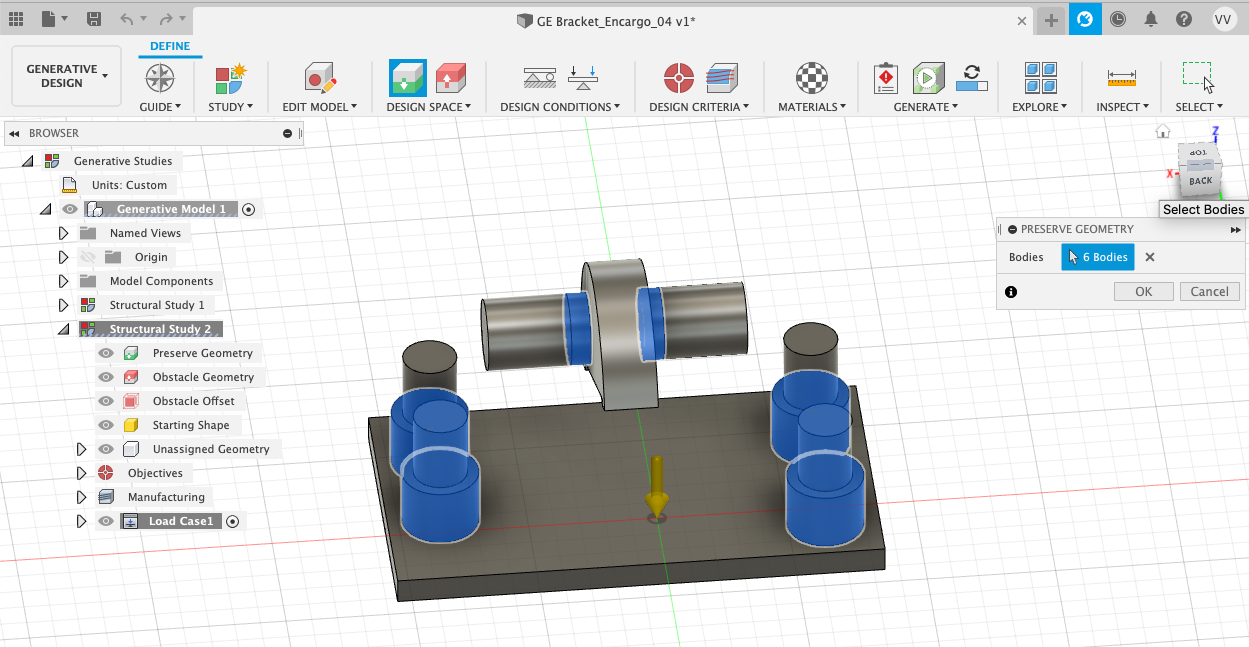 GE Bracket_Encargo_04 v1*
VV
DEFINE
GENERATIVE
DESIGN
GUIDE
STUDY
EDIT MODEL
DESIGN SPACE
DESIGN CONDITIONS
DESIGN CRITERIA
MATERIALS
GENERATE
EXPLORE
INSPECT
SELECT
BROWSER
Generative Studies
Units: Custom
Generative Model 1
Named Views
Origin
Model Components
Structural Study 1
Structural Study 2
Preserve Geometry
Obstacle Geometry
Obstacle Offset
Starting Shape
Unassigned Geometry
Objectives
Manufacturing
Load Case1
Z
TOP
X
BACK
Select Bodies
PRESERVE GEOMETRY
Bodies
6 Bodies
OK
Cancel